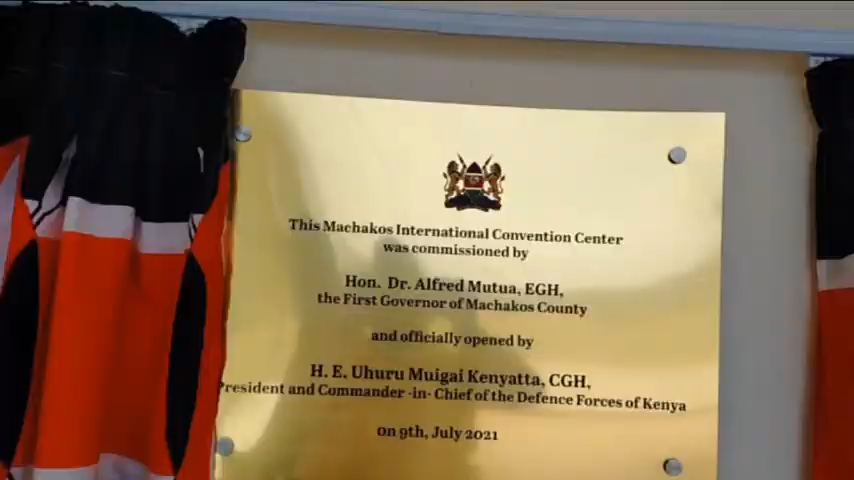 This Machakos International Convention Center
was commissioned by
Hon. Dr. Alfred Mutua, EGH,
the First Governor of Machakos County
and officially opened by
H. E. Uhuru Muigai Kenyatta, CGH,
President and Commander -in- Chief of the Defence Forces of Kenya
on 9th, July 2021